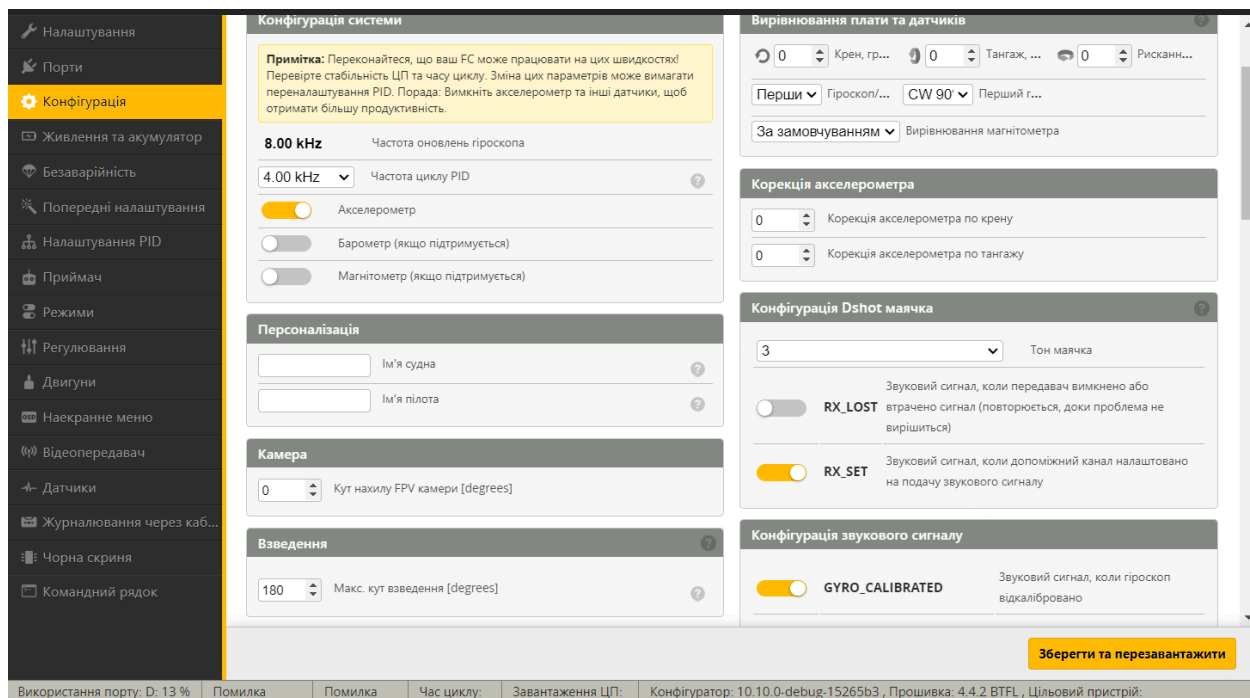 Налаштування
Порти
Конфігурація
Живлення та акумулятор
Безаварійність
Попередні налаштування
Налаштування PID
Приймач
Режими
Регулювання
Двигуни
Наекранне меню
Відеопередавач
Датчики
Журналювання через каб...
Чорна скриня
Командний рядок
Конфігурація системи
Примітка: Переконайтеся, що ваш FC може працювати на цих швидкостях!
Перевірте стабільність ЦП та часу циклу. Зміна цих параметрів може вимагати
переналаштування PID. Порада: Вимкніть акселерометр та інші датчики, щоб
отримати більшу продуктивність.
8.00 kHz Частота оновлень гіроскопа
4.00 kHz Частота циклу PID
Акселерометр
Барометр (якщо підтримується)
Магнітометр (якщо підтримується)
Персоналізація
Ім'я судна
Ім'я пілота
Камера
0 Кут нахилу FPV камери [degrees]
Взведення
180 Макс. кут взведення [degrees]
Вирівнювання плати та датчиків
0 Крен, гр... 0 Тангаж, ... 0 Рисканн...
Перши Гіроскоп/... CW 90° Перший г...
За замовчуванням Вирівнювання магнітометра
Корекція акселерометра
0 Корекція акселерометра по крену
0 Корекція акселерометра по тангажу
Конфігурація Dshot маячка
3 Тон маячка
Звуковий сигнал, коли передавач вимкнено або
RX_LOST втрачено сигнал (повторюється, доки проблема не
вирішиться)
Звуковий сигнал, коли допоміжний канал налаштовано
RX_SET
на подачу звукового сигналу
Конфігурація звукового сигналу
Звуковий сигнал, коли гіроскоп
GYRO_CALIBRATED
відкалібровано
Зберегти та перезавантажити
Використання порту: D: 13 % Помилка Помилка Час циклу: Завантаження ЦП: Конфігуратор: 10.10.0-debug-15265b3 , Прошивка: 4.4.2 BTFL , Цільовий пристрій: